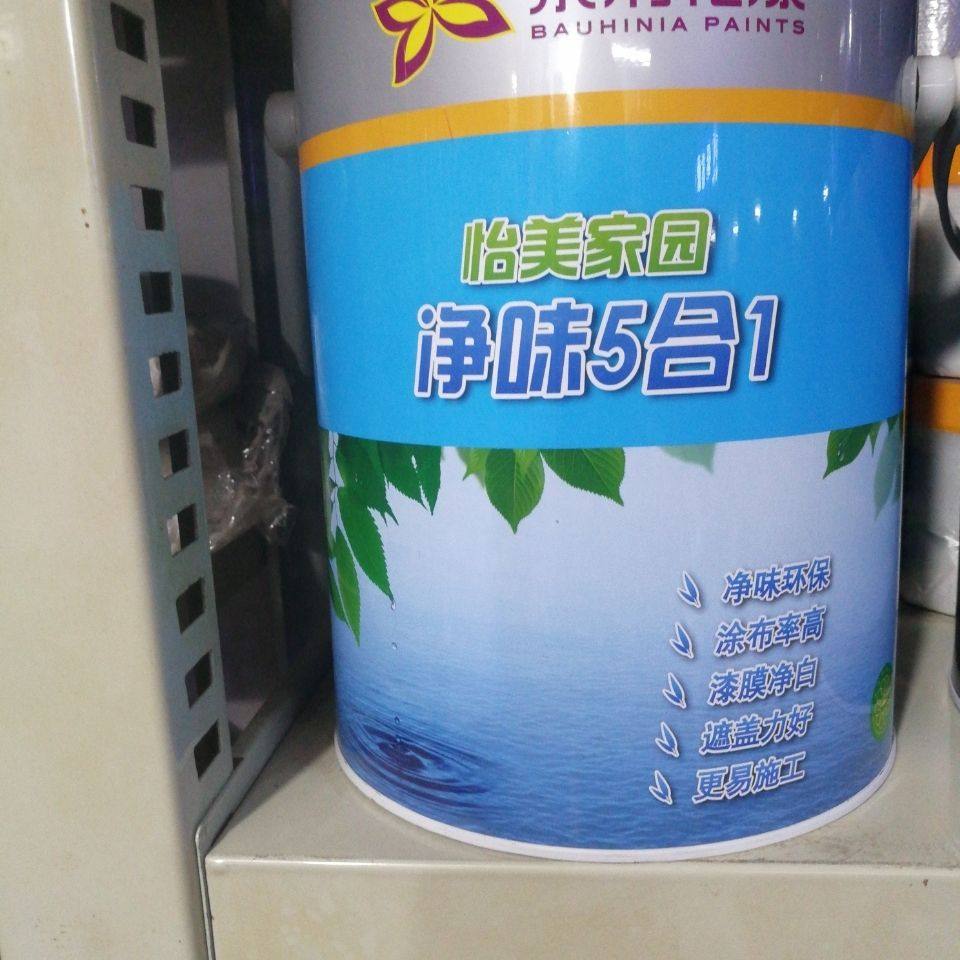 BAUHINIA PAINTS
怡美家园
净味5合1
净味环保
涂布率高
漆膜净白
遮盖力好
更易施工